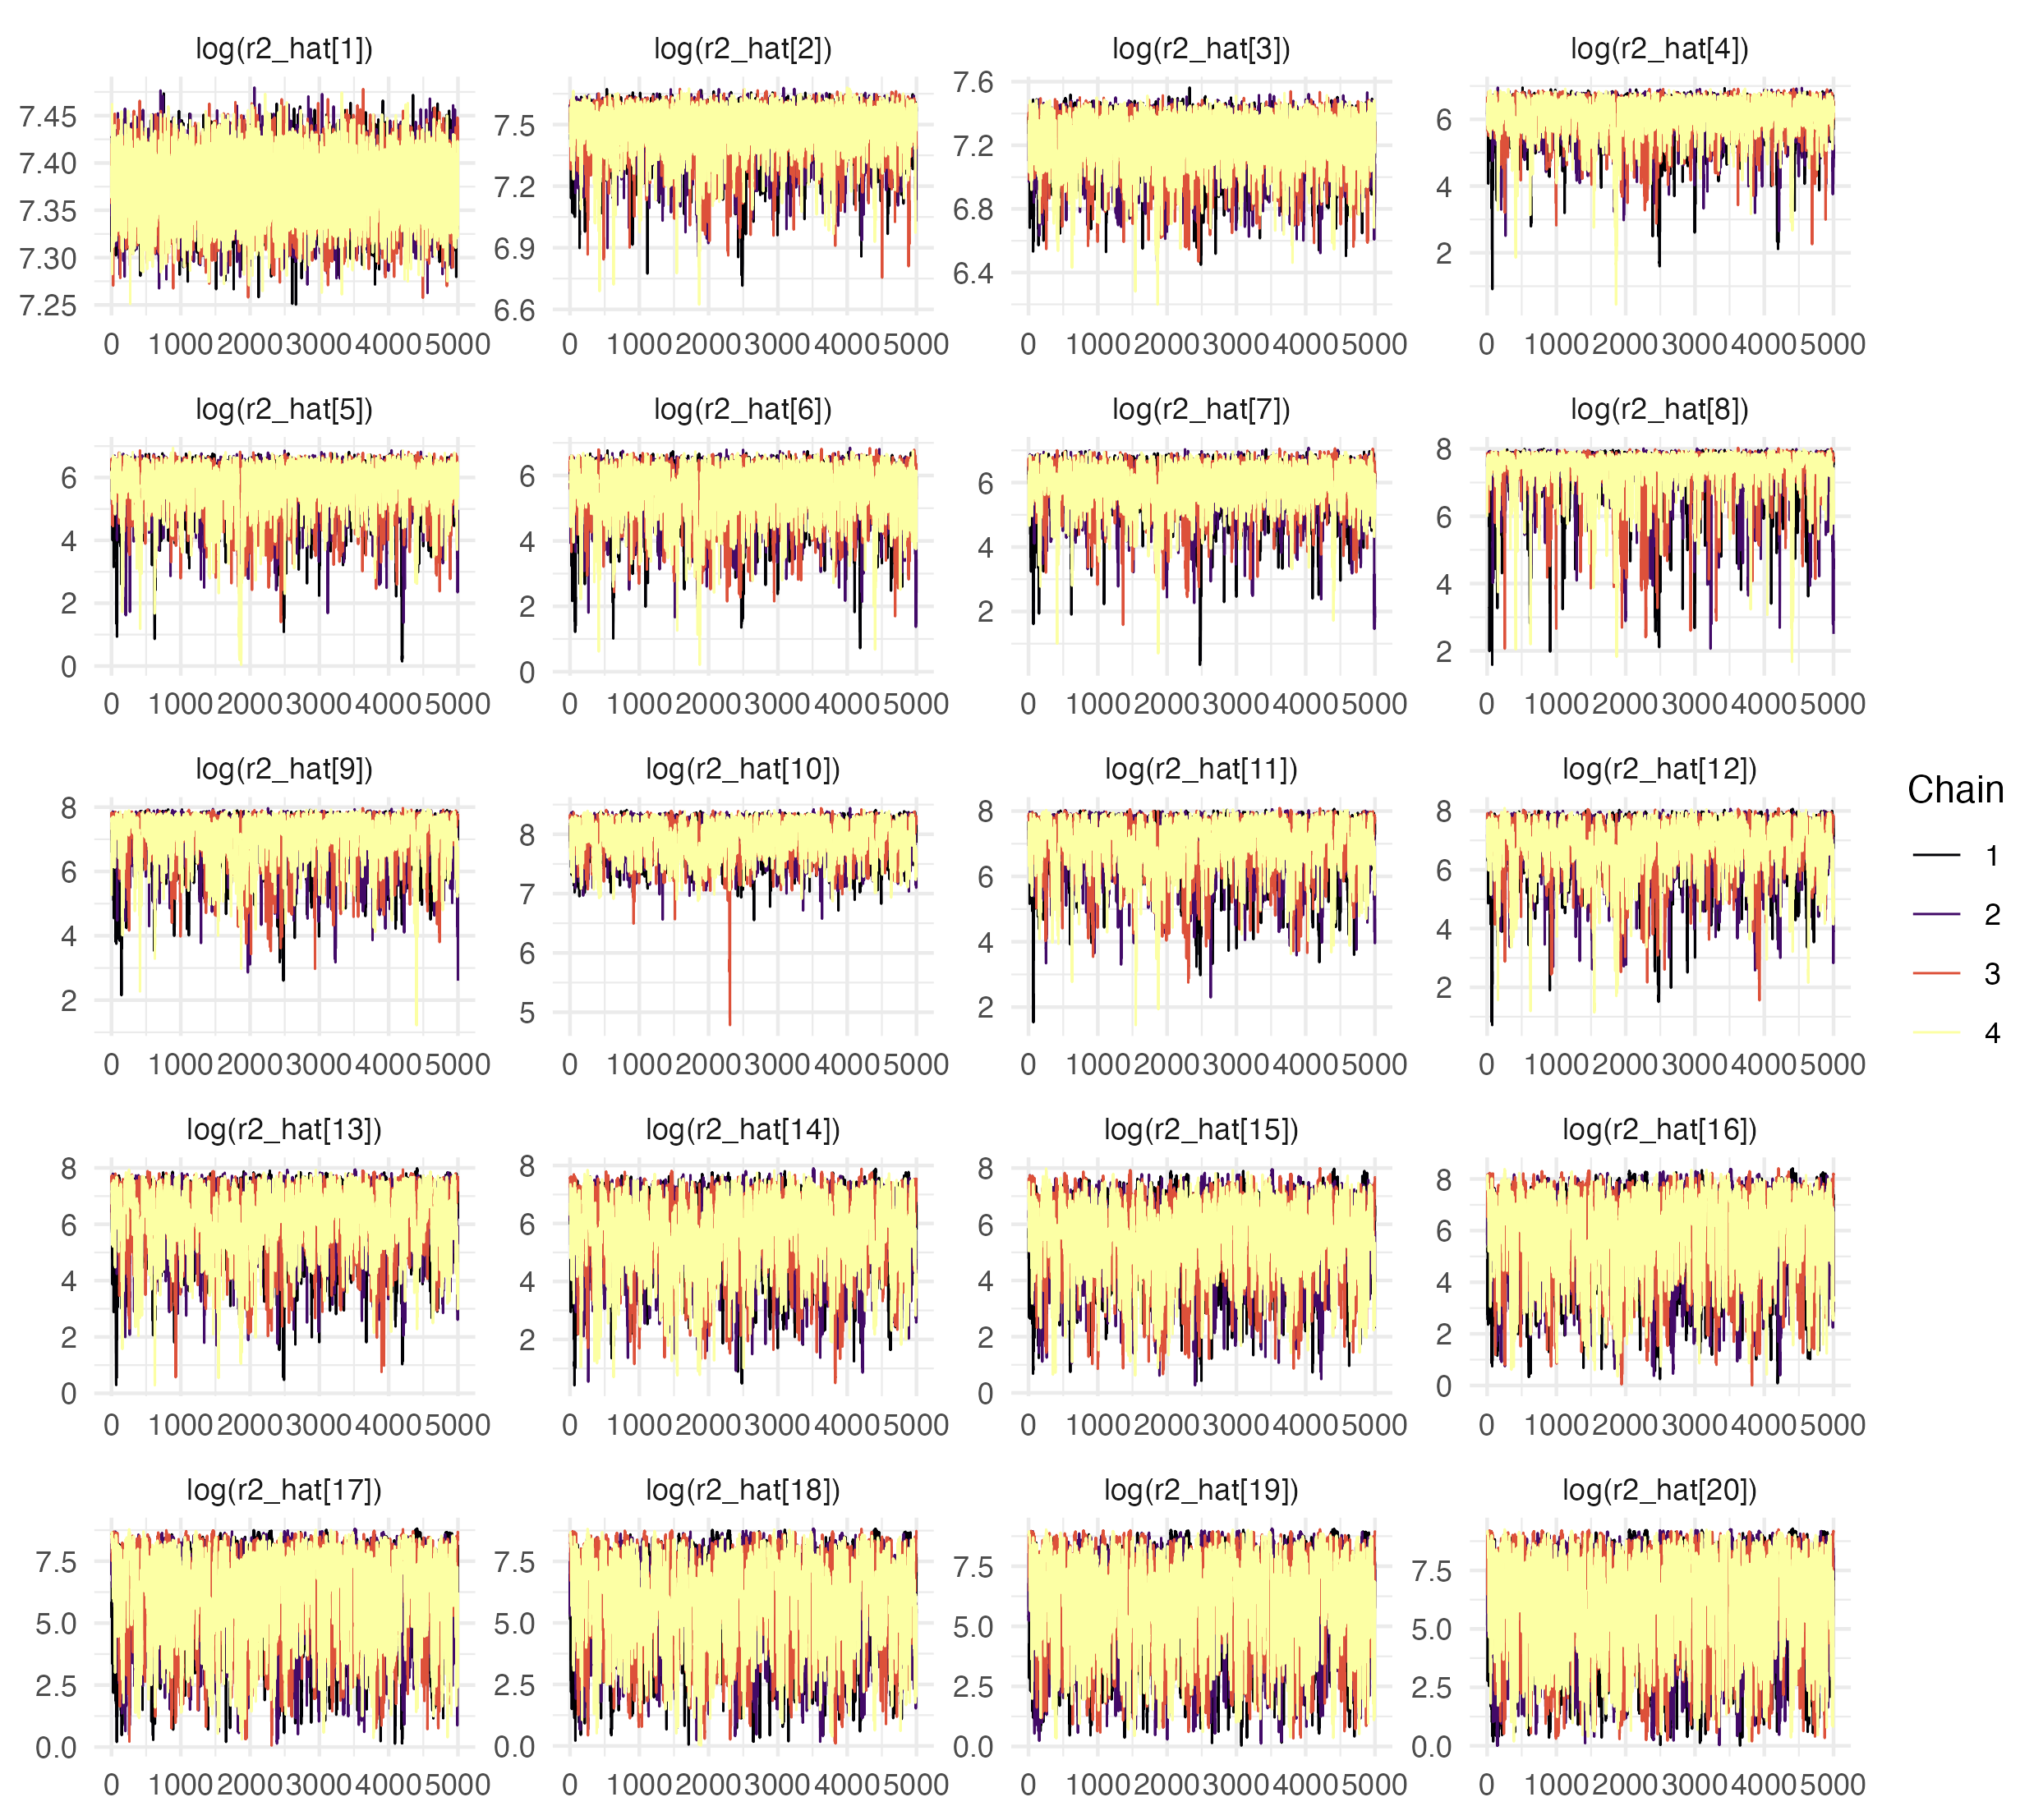 log(r2_hat[1]) log(r2_hat[2]) log(r2_hat[3]) log(r2_hat[4])
7.45 7.40 7.35 7.30 7.25
7.5 7.2 6.9 6.6
7.6 7.2 6.8 6.4
6 4 2
0 1000 2000 3000 4000 5000 0 1000 2000 3000 4000 5000 0 1000 2000 3000 4000 5000 0 1000 2000 3000 4000 5000
log(r2_hat[5]) log(r2_hat[6]) log(r2_hat[7]) log(r2_hat[8])
6 4 2 0
6 4 2 0
6 4 2
8 6 4 2
0 1000 2000 3000 4000 5000 0 1000 2000 3000 4000 5000 0 1000 2000 3000 4000 5000 0 1000 2000 3000 4000 5000
log(r2_hat[9]) log(r2_hat[10]) log(r2_hat[11]) log(r2_hat[12])
8 6 4 2
8 7 6 5
8 6 4 2
8 6 4 2
0 1000 2000 3000 4000 5000 0 1000 2000 3000 4000 5000 0 1000 2000 3000 4000 5000 0 1000 2000 3000 4000 5000
log(r2_hat[13]) log(r2_hat[14]) log(r2_hat[15]) log(r2_hat[16])
8 6 4 2 0
8 6 4 2
8 6 4 2 0
8 6 4 2 0
0 1000 2000 3000 4000 5000 0 1000 2000 3000 4000 5000 0 1000 2000 3000 4000 5000 0 1000 2000 3000 4000 5000
log(r2_hat[17]) log(r2_hat[18]) log(r2_hat[19]) log(r2_hat[20])
7.5 5.0 2.5 0.0
7.5 5.0 2.5 0.0
7.5 5.0 2.5 0.0
7.5 5.0 2.5 0.0
0 1000 2000 3000 4000 5000 0 1000 2000 3000 4000 5000 0 1000 2000 3000 4000 5000 0 1000 2000 3000 4000 5000
Chain
1
2
3
4